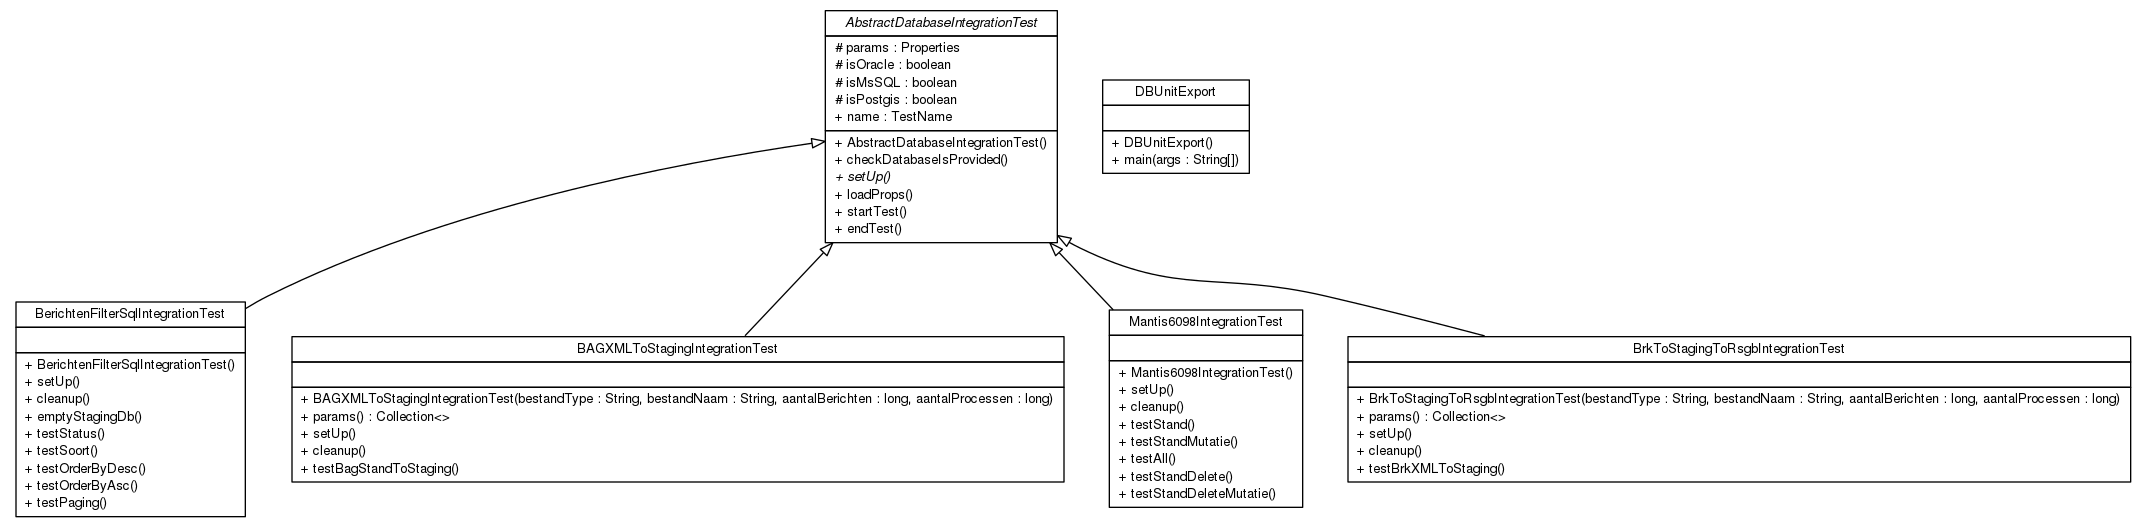 AbstractDatabaseIntegrationTest
# params : Properties
# isOracle : boolean
# isMsSQL : boolean
# isPostgis : boolean
+ name : TestName
+ AbstractDatabaseIntegrationTest()
+ checkDatabaseIsProvided()
+ setUp()
+ loadProps()
+ startTest()
+ endTest()
DBUnitExport
+ DBUnitExport()
+ main(args : String[])
BerichtenFilterSqlIntegrationTest
+ BerichtenFilterSqlIntegrationTest()
+ setUp()
+ cleanup()
+ emptyStagingDb()
+ testStatus()
+ testSoort()
+ testOrderByDesc()
+ testOrderByAsc()
+ testPaging()
BAGXMLToStagingIntegrationTest
+ BAGXMLToStagingIntegrationTest(bestandType : String, bestandNaam : String, aantalBerichten : long, aantalProcessen : long)
+ params() : Collection<>
+ setUp()
+ cleanup()
+ testBagStandToStaging()
Mantis6098IntegrationTest
+ Mantis6098IntegrationTest()
+ setUp()
+ cleanup()
+ testStand()
+ testStandMutatie()
+ testAll()
+ testStandDelete()
+ testStandDeleteMutatie()
BrkToStagingToRsgbIntegrationTest
+ BrkToStagingToRsgbIntegrationTest(bestandType : String, bestandNaam : String, aantalBerichten : long, aantalProcessen : long)
+ params() : Collection<>
+ setUp()
+ cleanup()
+ testBrkXMLToStaging()